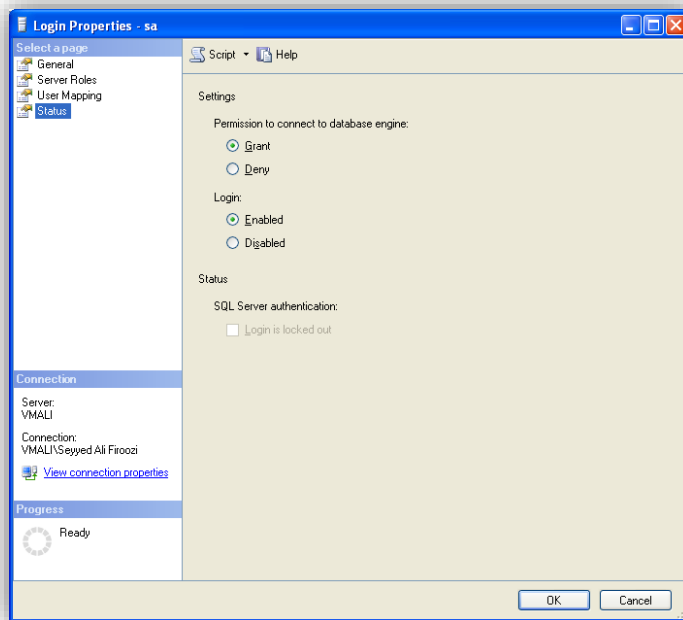 Login Properties - sa
Select a page
General
Server Roles
User Mapping
Status
Script
Help
Settings
Permission to connect to database engine:
Grant
Deny
Login:
Enabled
Disabled
Status
SQL Server authentication:
Login is locked out
Connection
Server:
VMALI
Connection:
VMALI\Seyyed Ali Firoozi
View connection properties
Progress
Ready
OK
Cancel